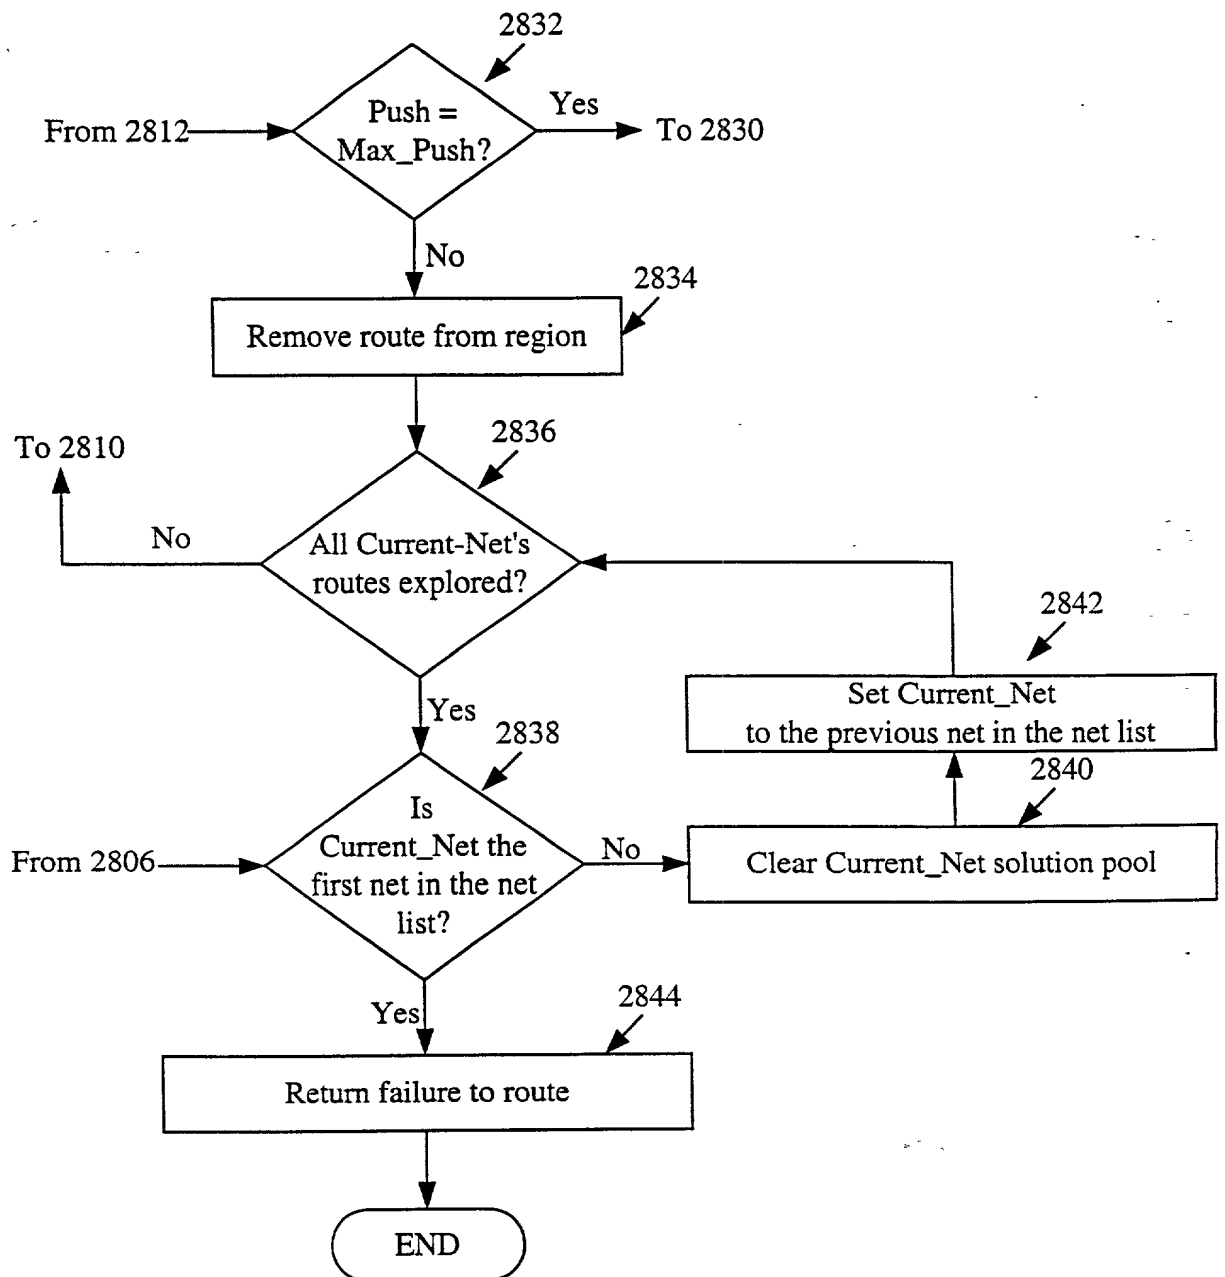 2832
Push =
Max_Push?
Yes
From 2812
To 2830
No
2834
Remove route from region
To 2810
2836
No
All Current-Net's
routes explored?
2842
Set Current_Net
to the previous net in the net list
Yes
2838
2840
Is
Current_Net the
first net in the net
list?
From 2806
No
Clear Current_Net solution pool
Yes
2844
Return failure to route
END